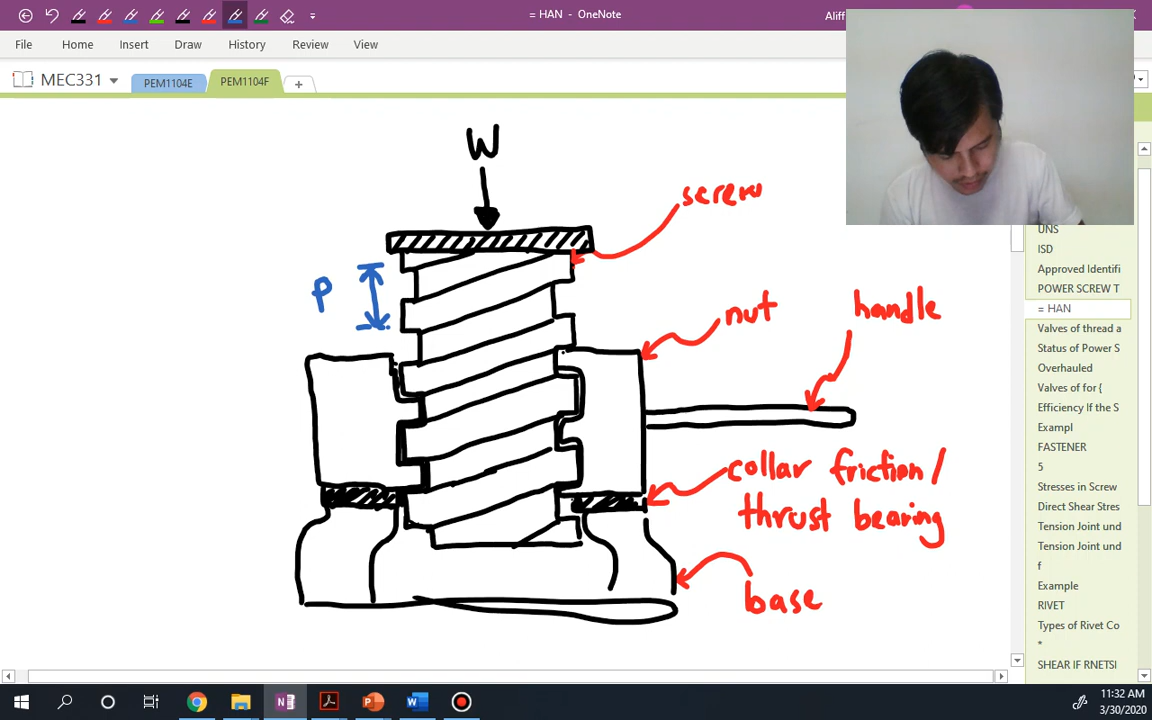 = HAN - OneNote
Aliff
File Home Insert Draw History Review View
MEC331 PEM1104E PEM1104F
W
screw
P
nut
handle
collar friction/
thrust bearing
base
UNS
ISD
Approved Identifi
POWER SCREW T
= HAN
Valves of thread a
Status of Power S
Overhauled
Valves of for {
Efficiency If the S
Exampl
FASTENER
5
Stresses in Screw
Direct Shear Stres
Tension Joint und
Tension Joint und
f
Example
RIVET
Types of Rivet Co
*
SHEAR IF RNETSI
11:32 AM
3/30/2020